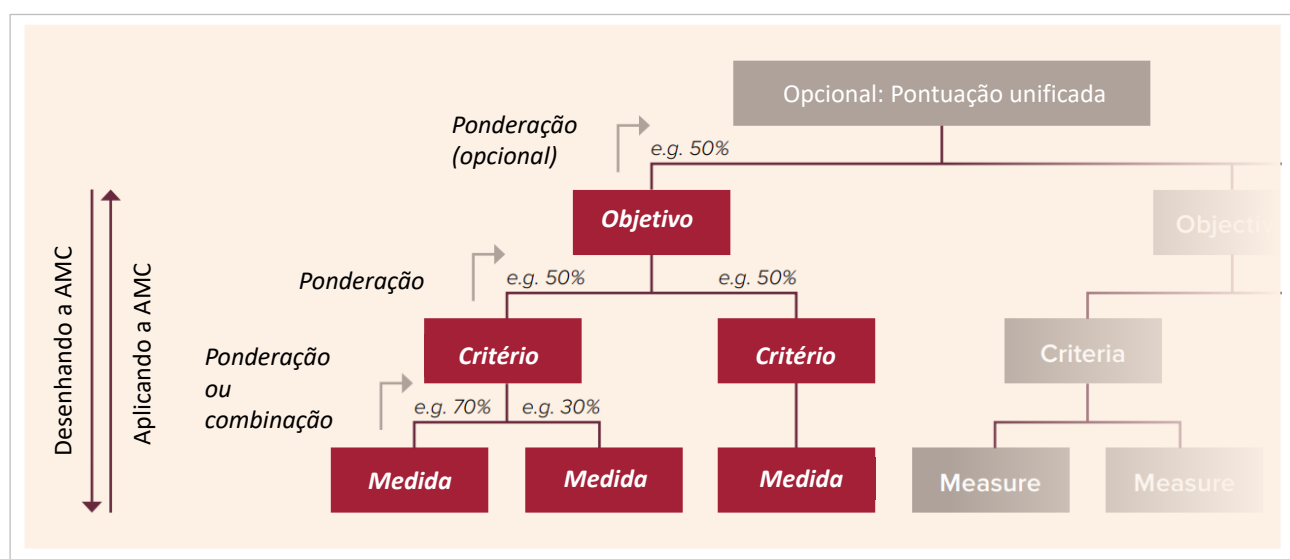 Opcional: Pontuação unificada
Ponderação
(opcional)
e.g. 50%
Objetivo
Objectiv
Ponderação
e.g. 50%
e.g. 50%
Critério
Critério
Criteria
Ponderação
ou
combinação
e.g. 70%
e.g. 30%
Medida
Medida
Medida
Measure
Measure
Desenhando a AMC
Aplicando a AMC